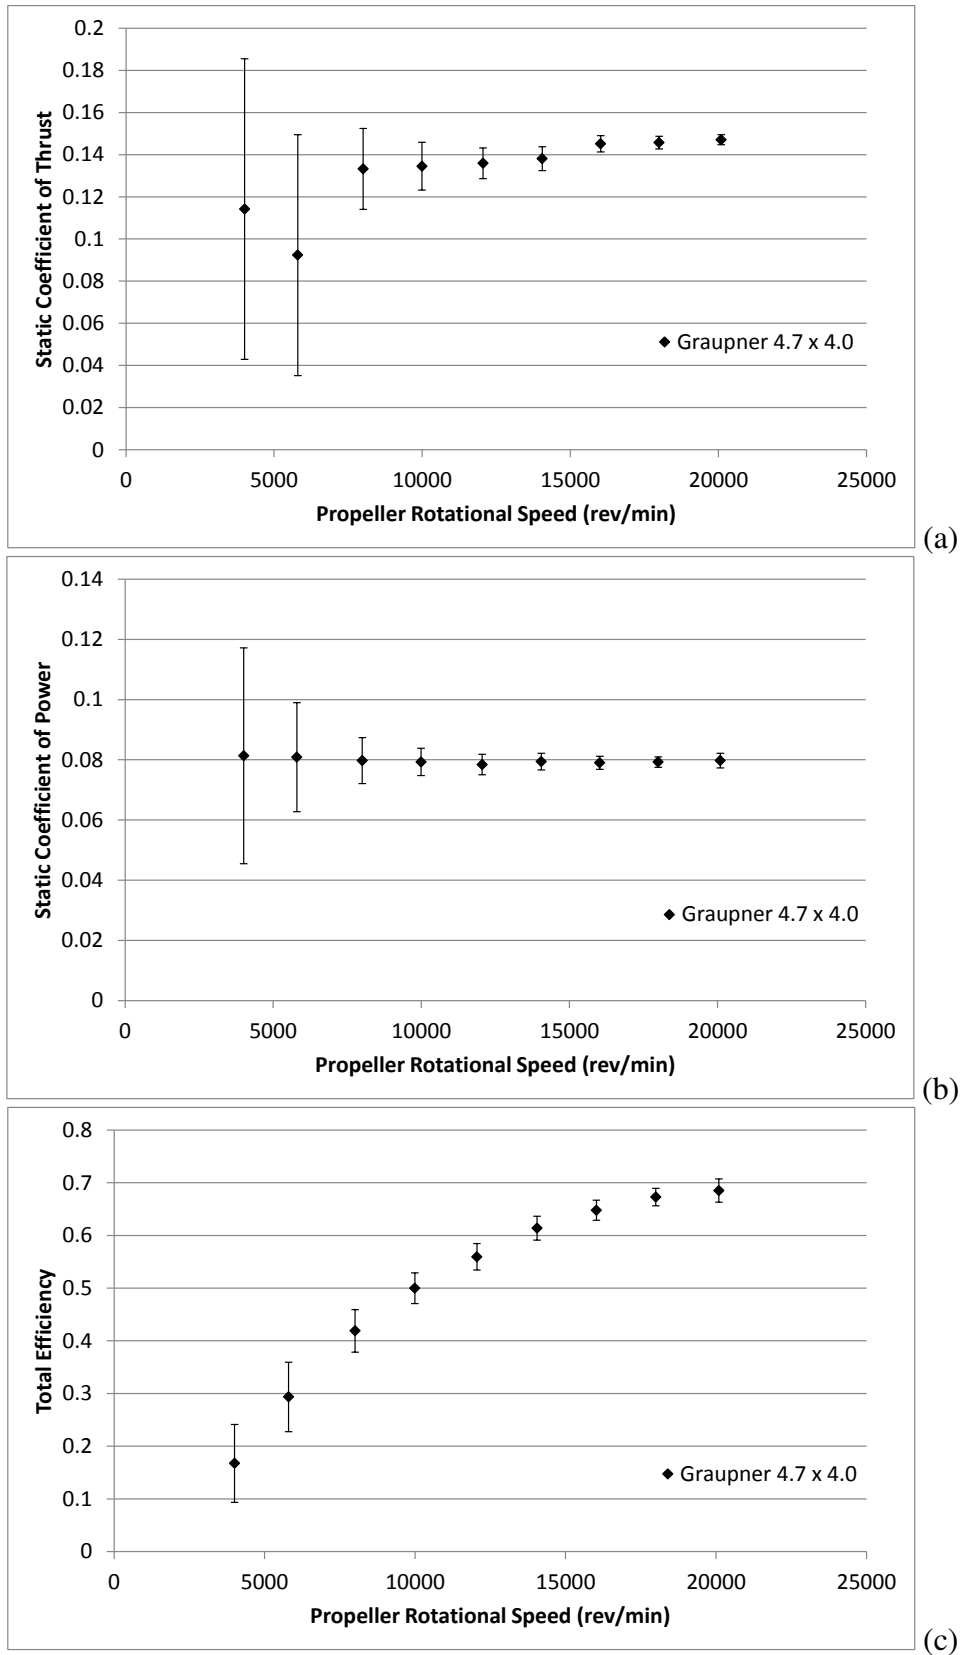 0.2
0.18
0.16
0.14
0.12
0.1
0.08
0.06
0.04
0.02
0
Static Coefficient of Thrust
Graupner 4.7 x 4.0
0 5000 10000 15000 20000 25000
Propeller Rotational Speed (rev/min)
(a)
0.14
0.12
0.1
0.08
0.06
0.04
0.02
0
Static Coefficient of Power
Graupner 4.7 x 4.0
0 5000 10000 15000 20000 25000
Propeller Rotational Speed (rev/min)
(b)
0.8
0.7
0.6
0.5
0.4
0.3
0.2
0.1
0
Total Efficiency
Graupner 4.7 x 4.0
0 5000 10000 15000 20000 25000
Propeller Rotational Speed (rev/min)
(c)